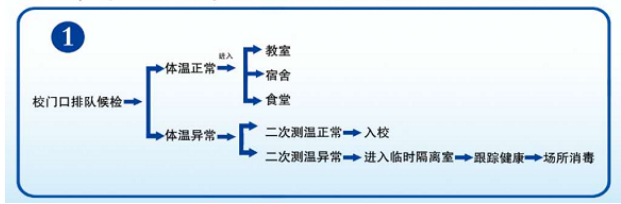 1
进入
教室
体温正常
宿舍
食堂
校门口排队候检
体温异常
二次测温正常
入校
二次测温异常
进入临时隔离室
跟踪健康
场所消毒